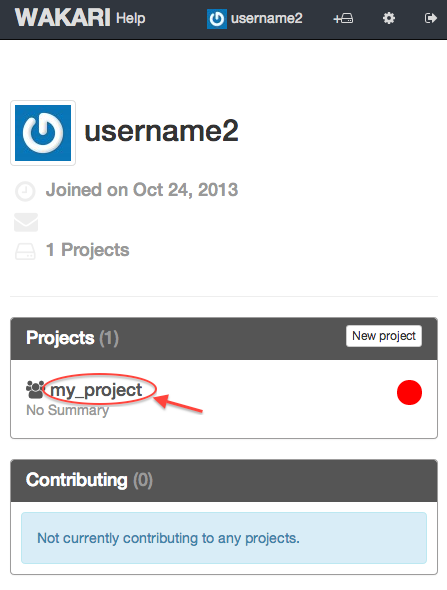 WAKARI Help username2
username2
Joined on Oct 24, 2013
1 Projects
Projects (1) New project
my_project
No Summary
Contributing (0)
Not currently contributing to any projects.